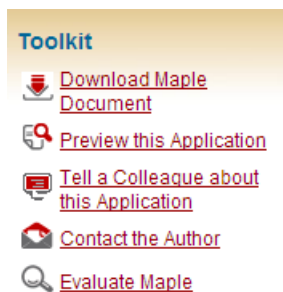 Toolkit
Download Maple
Document
Preview this Application
Tell a Colleague about
this Application
Contact the Author
Evaluate Maple